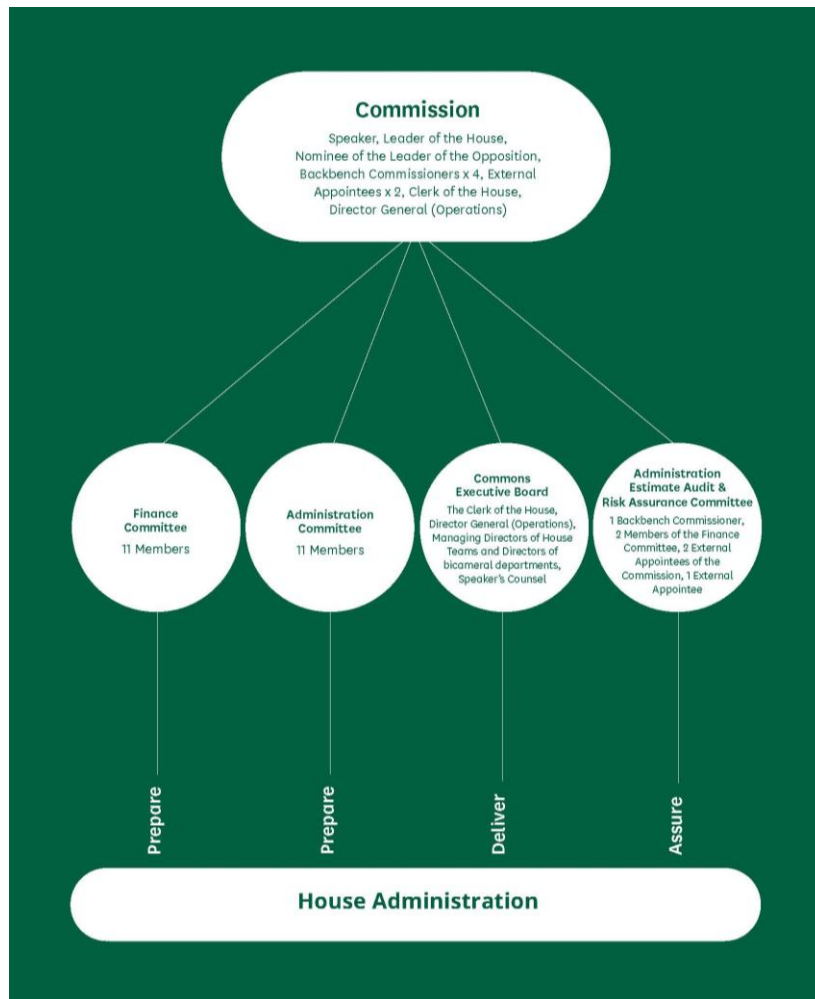 Commission
Speaker, Leader of the House,
Nominee of the Leader of the Opposition,
Backbench Commissioners x 4, External
Appointees x 2, Clerk of the House,
Director General (Operations)
Finance
Committee
11 Members
Administration
Committee
11 Members
Commons
Executive Board
The Clerk of the House,
Director General (Operations),
Managing Directors of House
Teams and Directors of
bicameral departments,
Speaker's Counsel
Administration
Estimate Audit &
Risk Assurance Committee
1 Backbench Commissioner,
2 Members of the Finance
Committee, 2 External
Appointees of the
Commission, 1 External
Appointee
Prepare
Prepare
Deliver
Assure
House Administration